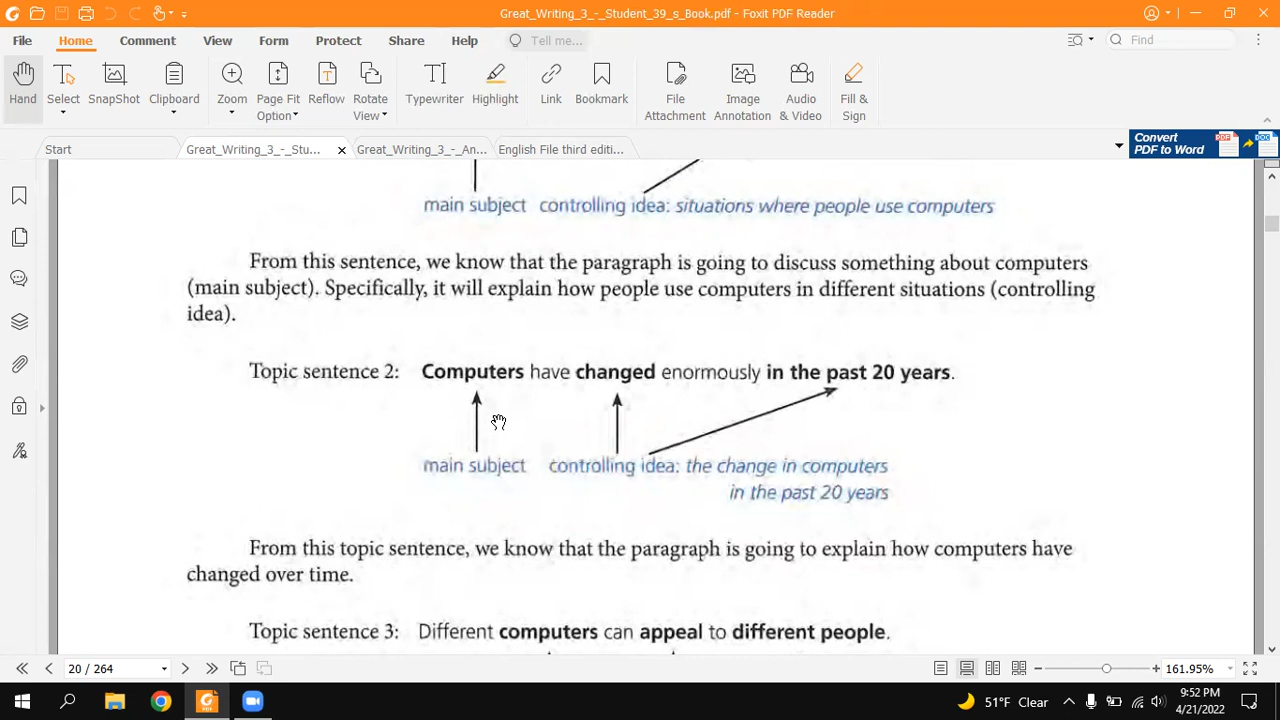 Great_Writing_3_-_Student_39_s_Book.pdf - Foxit PDF Reader
File Home Comment View Form Protect Share Help Tell me... Find
Hand Select SnapShot Clipboard Zoom Page Fit Option Reflow Rotate View Typewriter Highlight Link Bookmark File Attachment Image Annotation Audio & Video Fill & Sign
Start Great_Writing_3_-_Stu... Great_Writing_3_-_An... English File third editi... Convert PDF to Word
main subject controlling idea: situations where people use computers
From this sentence, we know that the paragraph is going to discuss something about computers
(main subject). Specifically, it will explain how people use computers in different situations (controlling
idea).
Topic sentence 2: Computers have changed enormously in the past 20 years.
main subject controlling idea: the change in computers
in the past 20 years
From this topic sentence, we know that the paragraph is going to explain how computers have
changed over time.
Topic sentence 3: Different computers can appeal to different people.
20 / 264 161.95%
51°F Clear 9:52 PM
4/21/2022